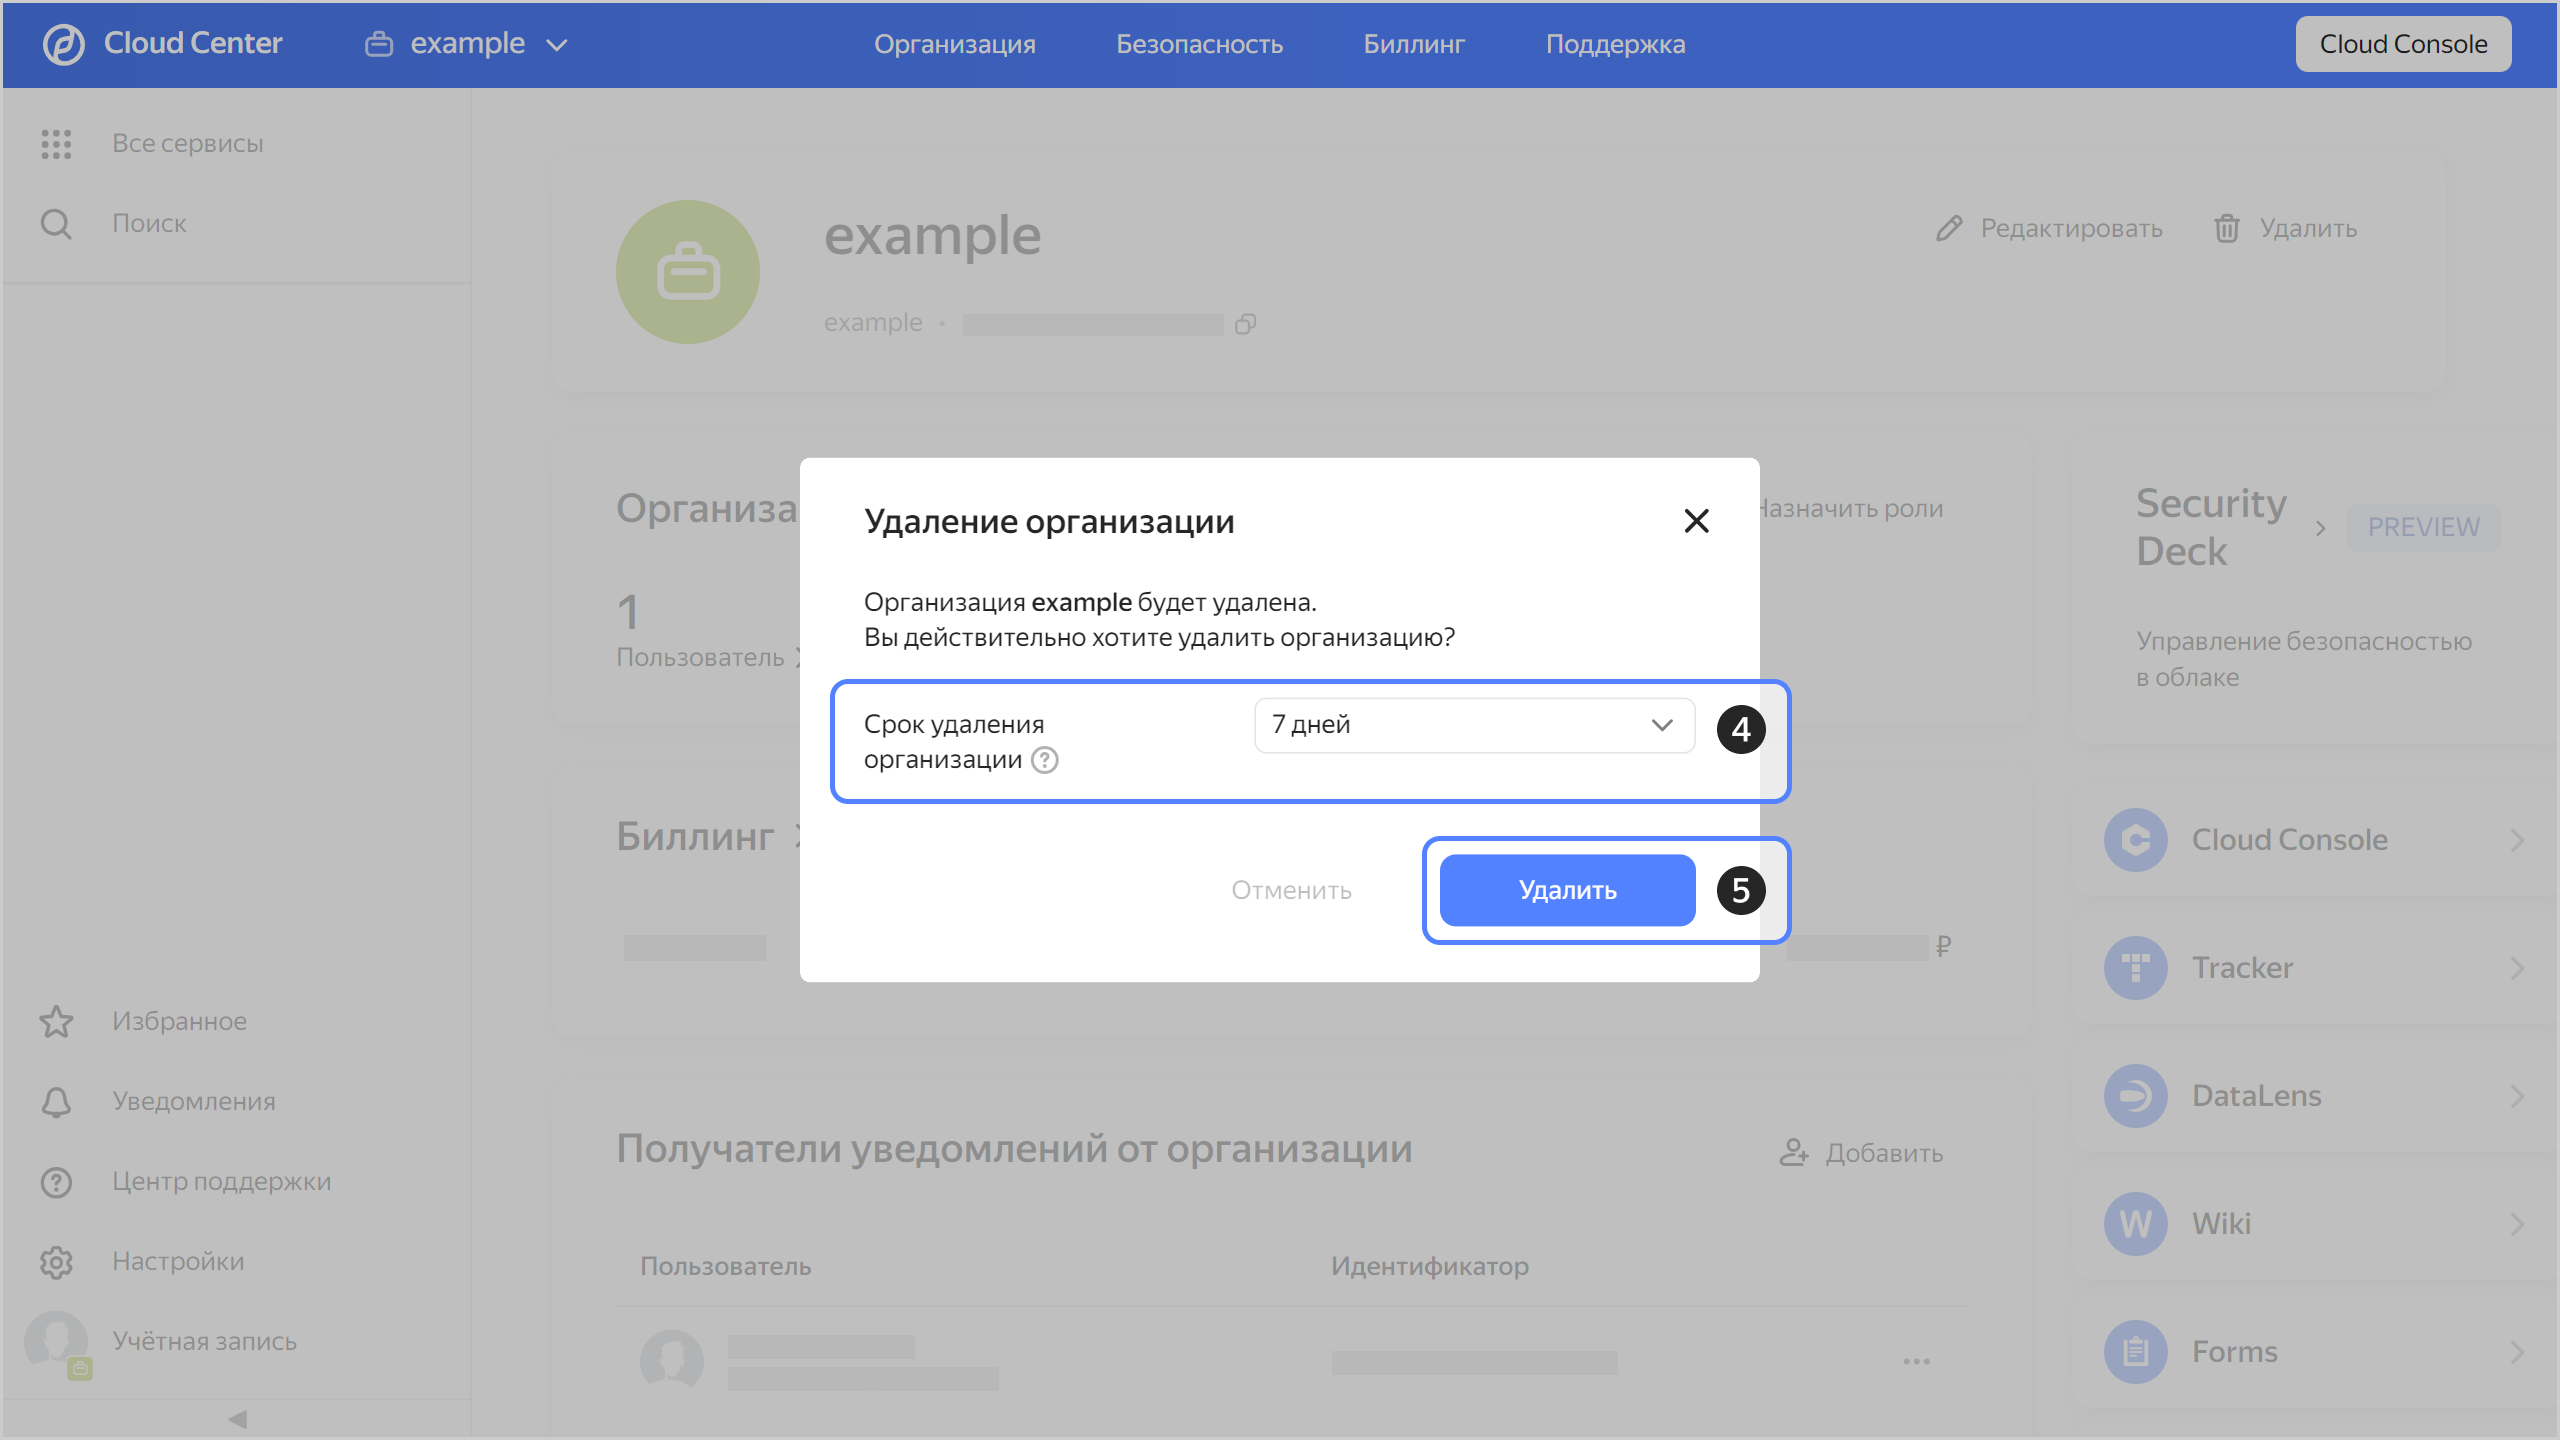 Cloud Center
example
Организация
Безопасность
Биллинг
Поддержка
Cloud Console
Все сервисы
Поиск
example
Редактировать
Удалить
example •
Организа
Назначить роли
1
Пользователь
Security
Deck
PREVIEW
Управление безопасностью
в облаке
Удаление организации
Организация example будет удалена.
Вы действительно хотите удалить организацию?
Срок удаления
организации ?
7 дней
4
Отменить
Удалить
5
Биллинг
₽
Cloud Console
Tracker
DataLens
Wiki
Forms
Получатели уведомлений от организации
Добавить
Пользователь
Идентификатор
Избранное
Уведомления
Центр поддержки
Настройки
Учётная запись